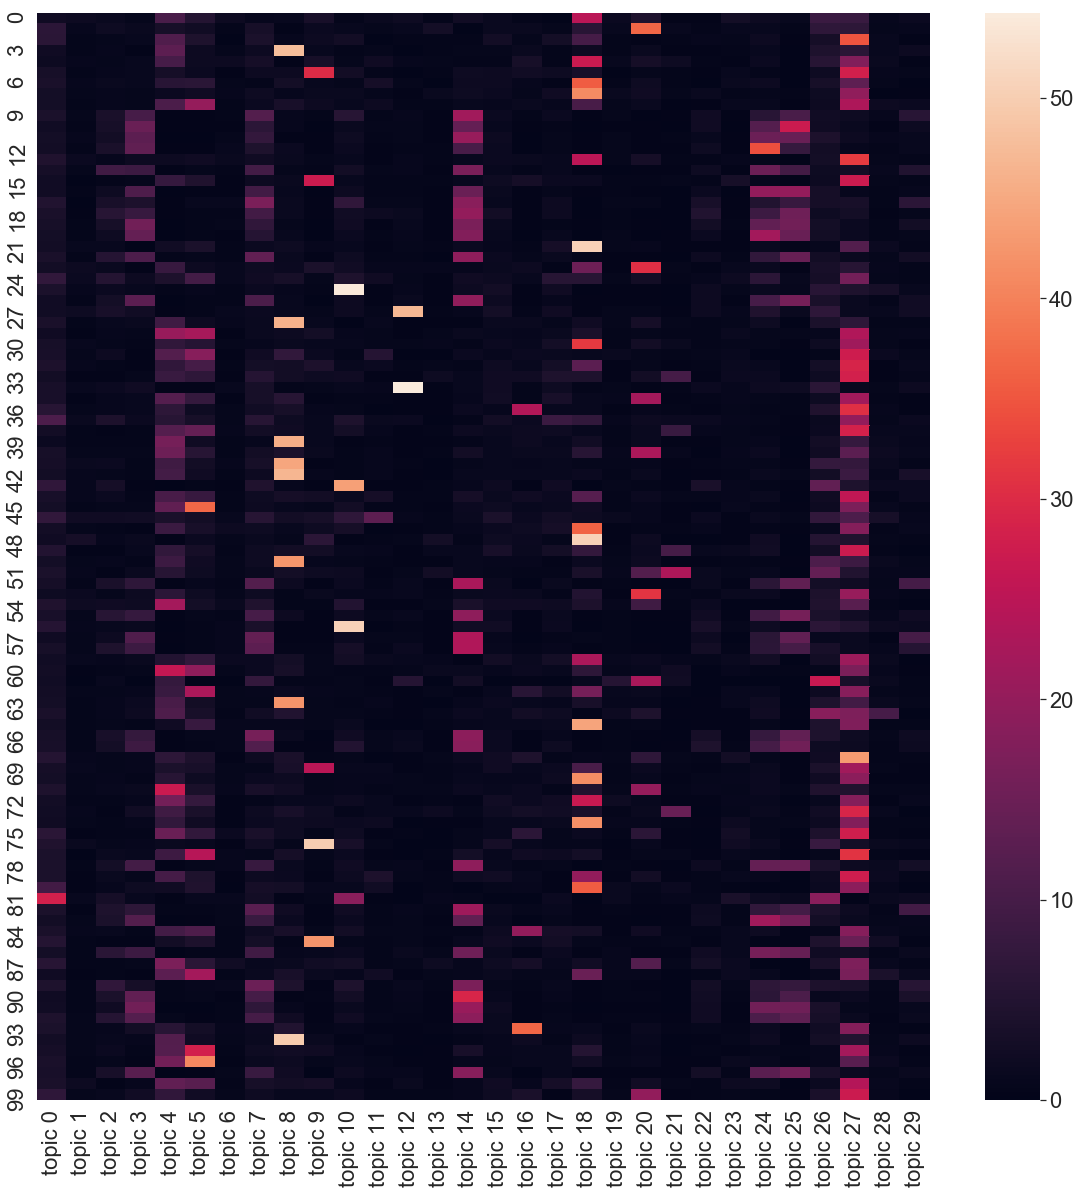 0
3
6
9
12
15
18
21
24
27
30
33
36
39
42
45
48
51
54
57
60
63
66
69
72
75
78
81
84
87
90
93
96
99
topic 0
topic 1
topic 2
topic 3
topic 4
topic 5
topic 6
topic 7
topic 8
topic 9
topic 10
topic 11
topic 12
topic 13
topic 14
topic 15
topic 16
topic 17
topic 18
topic 19
topic 20
topic 21
topic 22
topic 23
topic 24
topic 25
topic 26
topic 27
topic 28
topic 29
50
40
30
20
10
0